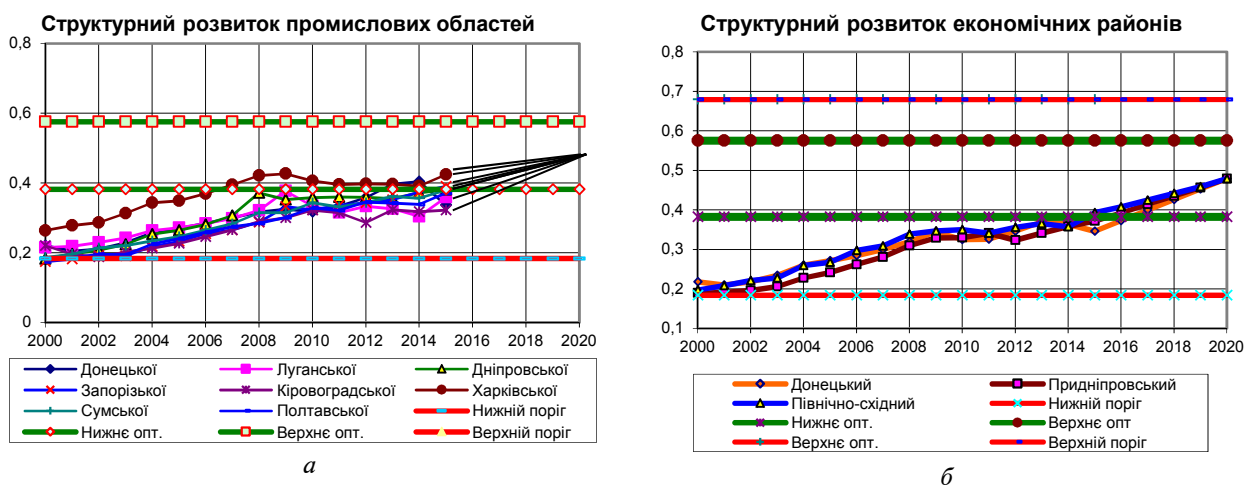 Структурний розвиток промислових областей
0,8
0,6
0,4
0,2
0
2000 2002 2004 2006 2008 2010 2012 2014 2016 2018 2020
Донецької Луганської Дніпровської
Запорізької Кіровоградської Харківської
Сумської Полтавської Нижній поріг
Нижнє опт. Верхнє опт. Верхній поріг
а
Структурний розвиток економічних районів
0,8
0,7
0,6
0,5
0,4
0,3
0,2
0,1
2000 2002 2004 2006 2008 2010 2012 2014 2016 2018 2020
Донецький Придніпровський
Північно-східний Нижній поріг
Нижнє опт. Верхнє опт
Верхнє опт. Верхній поріг
б